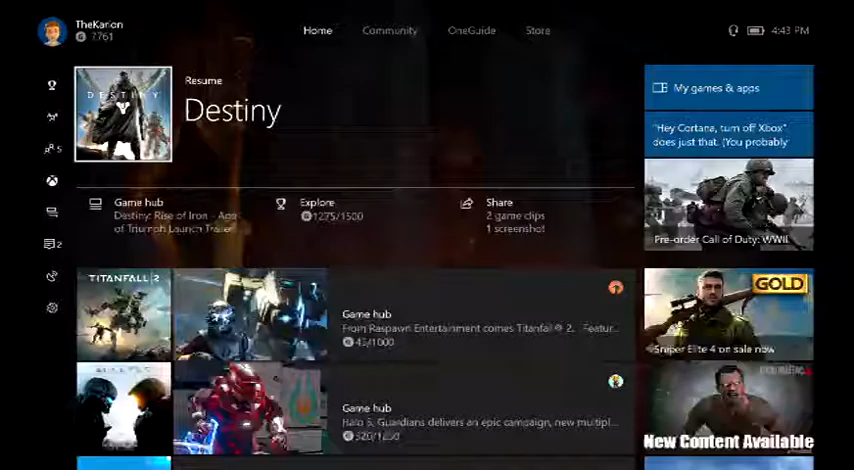 TheKarion
G 7761
Home
Community
OneGuide
Store
4:43 PM
DESTINY
Resume
Destiny
My games & apps
"Hey Cortana, turn off Xbox"
does just that. (You probably
5
Game hub
Destiny: Rise of Iron - Age
of Triumph Launch Trailer
Explore
G 1275/1500
Share
2 game clips
1 screenshot
Pre-order Call of Duty: WWII
2
TITANFALL 2
Game hub
From Respawn Entertainment comes Titanfall® 2. Featur...
G 45/1000
GOLD
Sniper Elite 4 on sale now
Game hub
Halo 5: Guardians delivers an epic campaign, new multipl...
G 320/1250
New Content Available